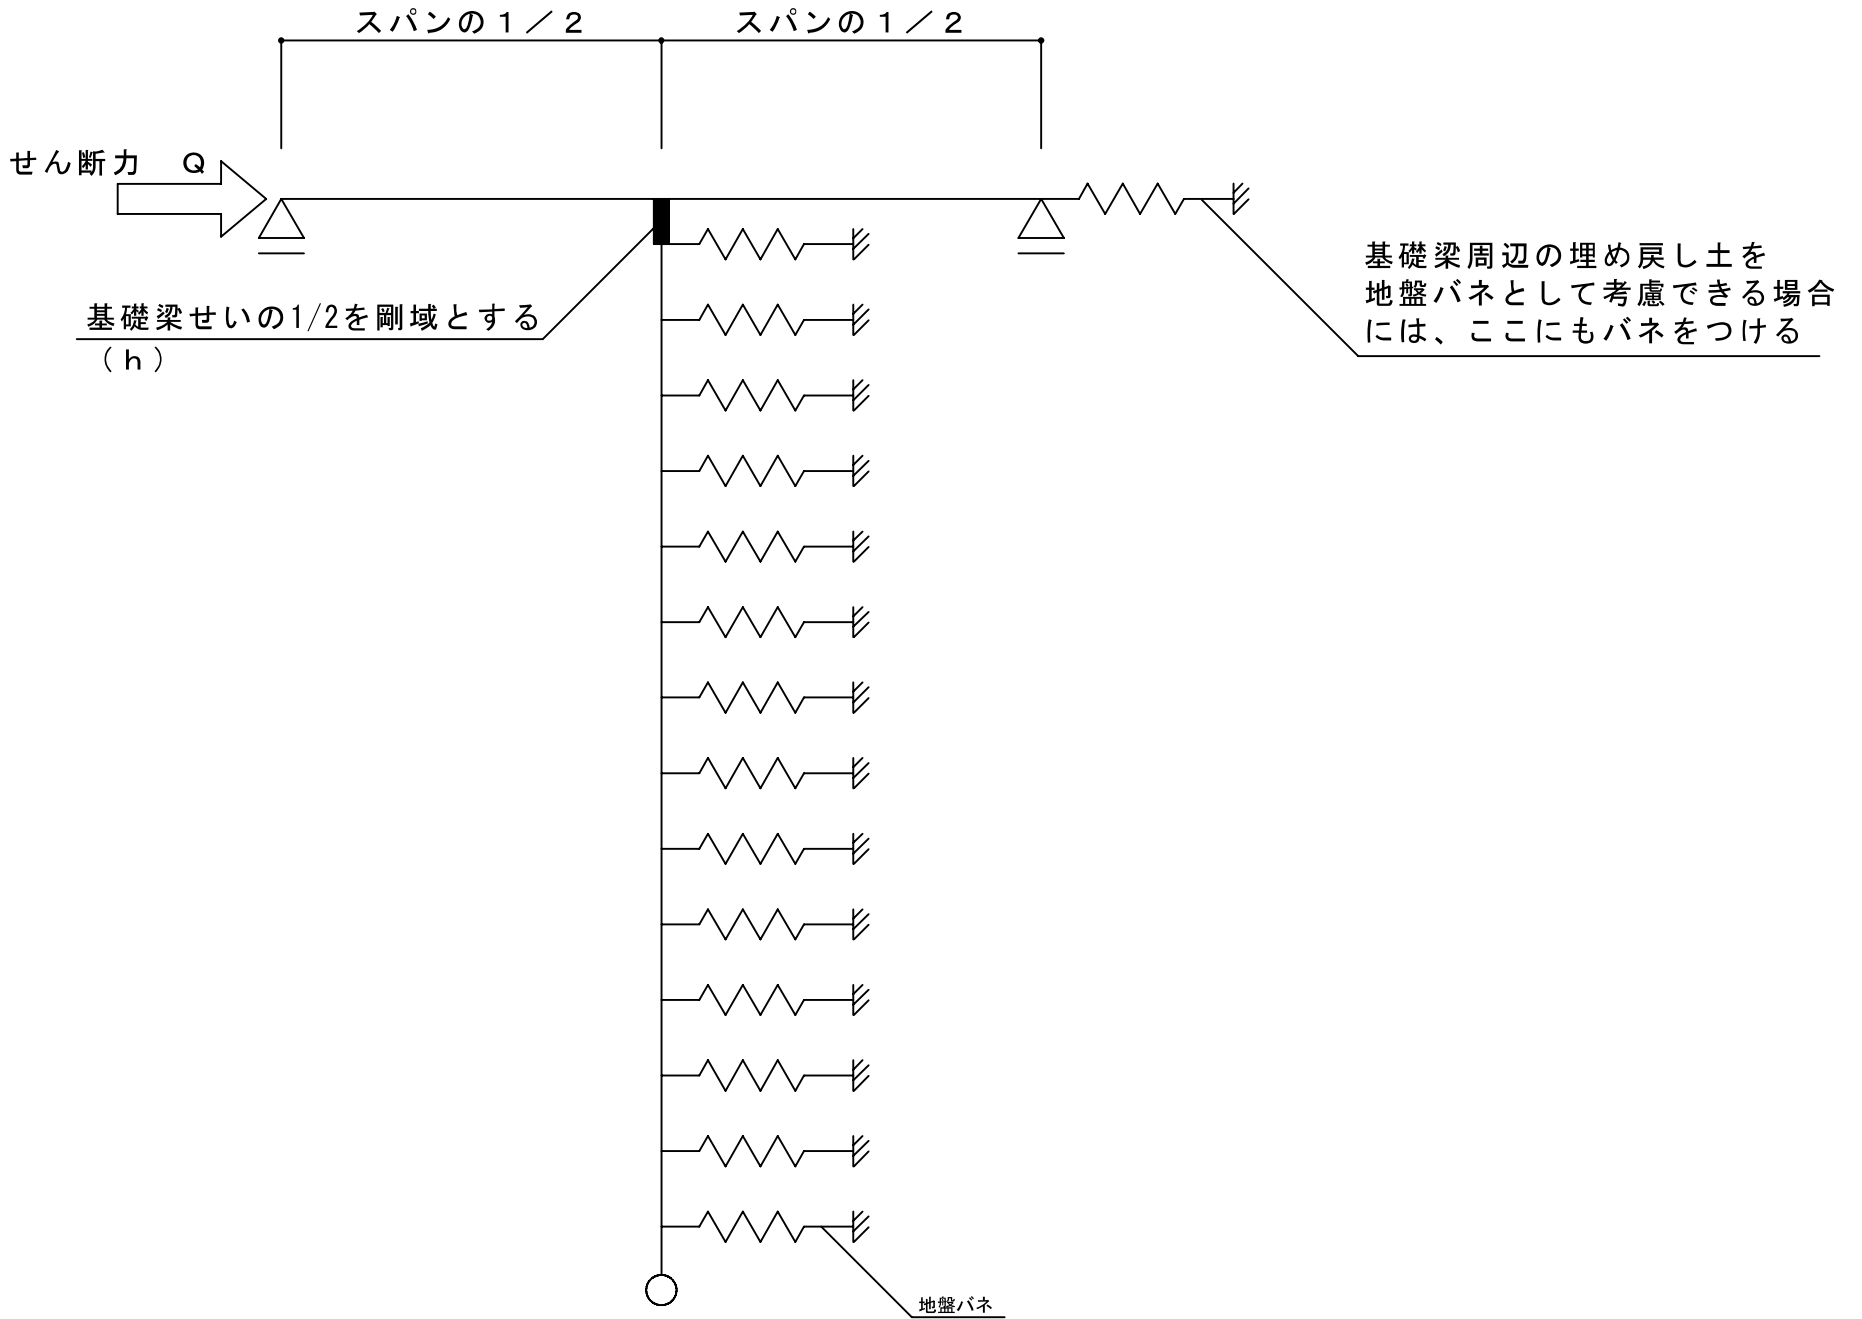 スパンの１／２
スパンの１／２
せん断力　Ｑ
基礎梁せいの1/2を剛域とする
（ｈ）
基礎梁周辺の埋め戻し土を
地盤バネとして考慮できる場合
には、ここにもバネをつける
地盤バネ